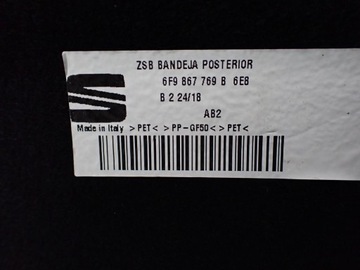 ZSB BANDEJA POSTERIOR
6F9 867 769 B 6E8
B 2 24/18
AB2
Made in Italy >PET< >PP-GF50< >PET<